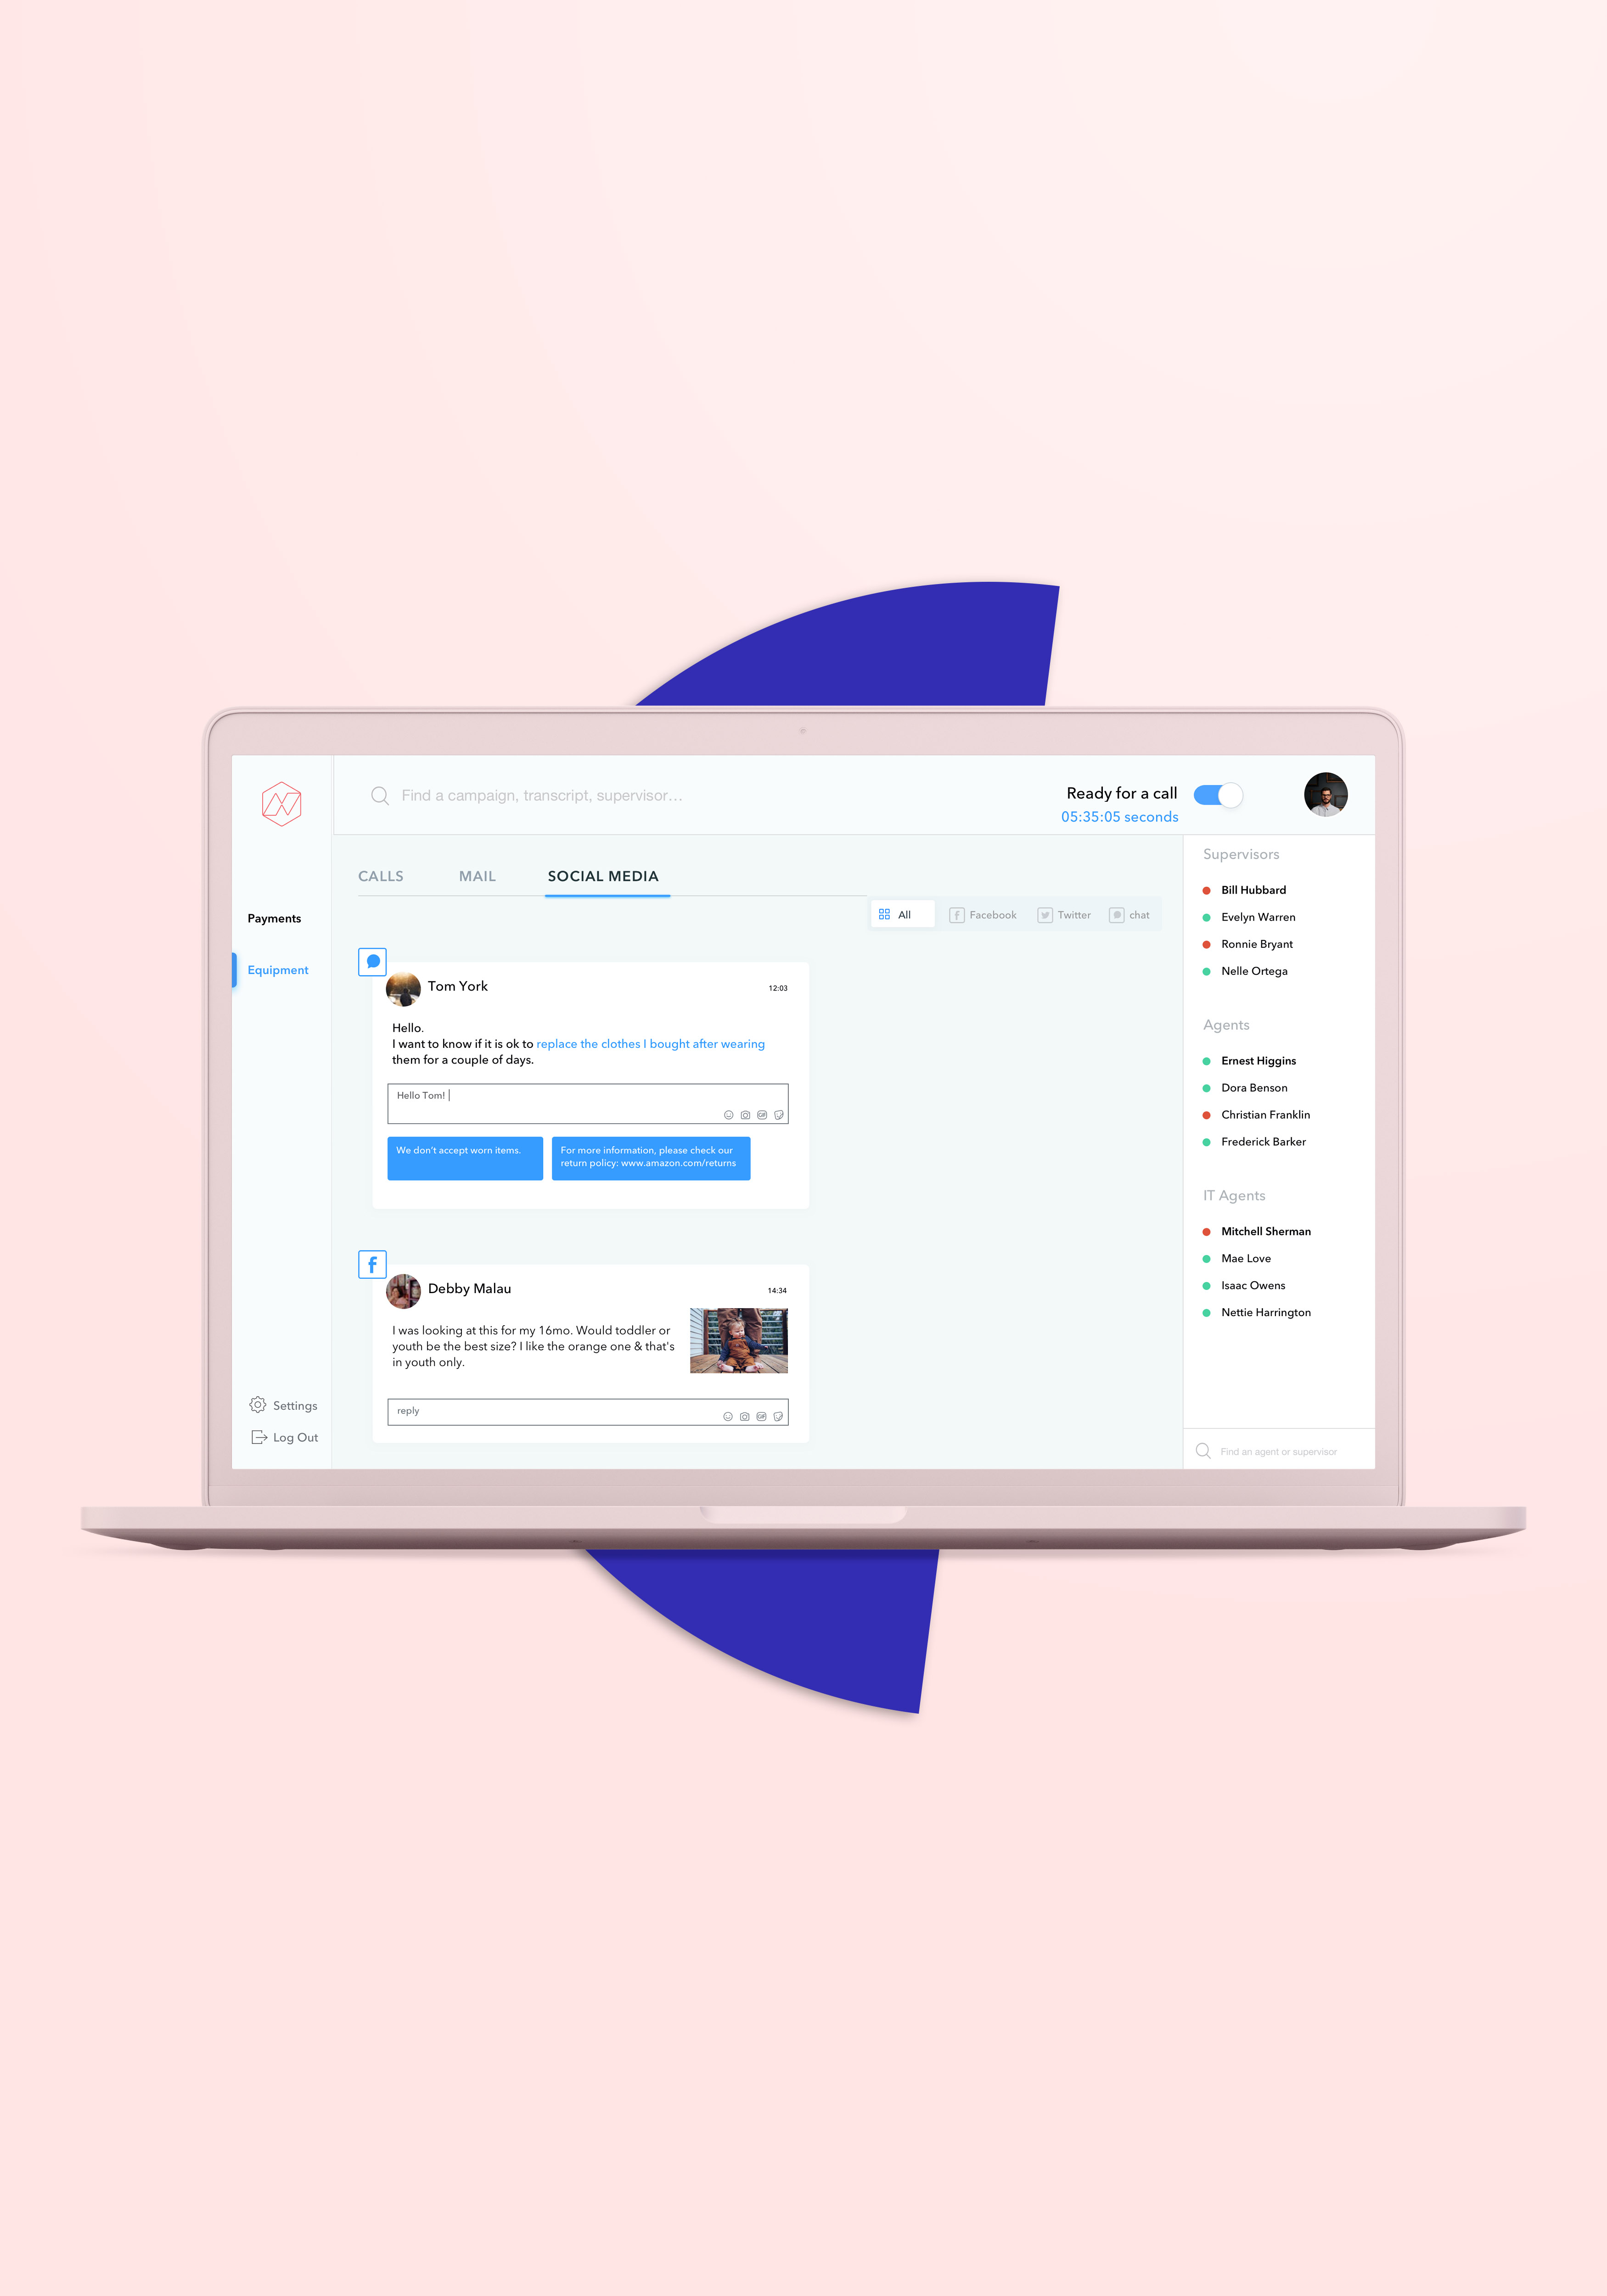 Find a campaign, transcript, supervisor...
Ready for a call
05:35:05 seconds
Payments
Equipment
Settings
Log Out
CALLS
MAIL
SOCIAL MEDIA
All
Facebook
Twitter
chat
Tom York
12:03
Hello.
I want to know if it is ok to replace the clothes I bought after wearing
them for a couple of days.
Hello Tom!
GIF
We don't accept worn items.
For more information, please check our
return policy: www.amazon.com/returns
Debby Malau
14:34
I was looking at this for my 16mo. Would toddler or
youth be the best size? I like the orange one & that's
in youth only.
reply
GIF
Supervisors
Bill Hubbard
Evelyn Warren
Ronnie Bryant
Nelle Ortega
Agents
Ernest Higgins
Dora Benson
Christian Franklin
Frederick Barker
IT Agents
Mitchell Sherman
Mae Love
Isaac Owens
Nettie Harrington
Find an agent or supervisor